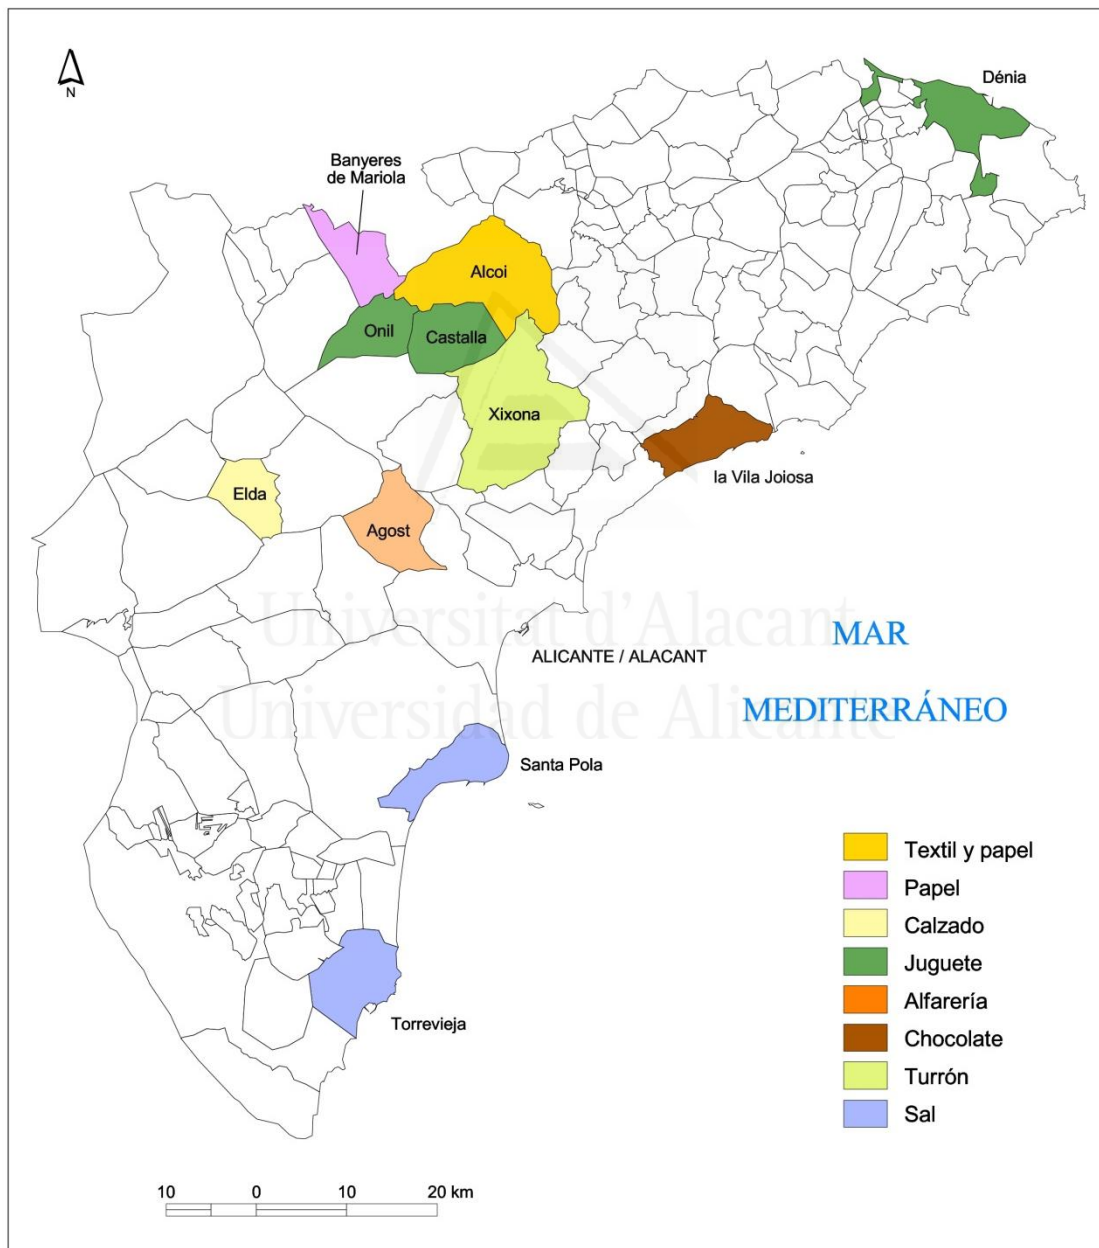 N
Dénia
Banyeres
de Mariola
Alcoi
Onil
Castalla
Xixona
la Vila Joiosa
Elda
Agost
Universitat d'Alacant
MAR
ALICANTE / ALACANT
Universidad de Alicante
MEDITERRÁNEO
Santa Pola
Textil y papel
Papel
Calzado
Juguete
Alfarería
Chocolate
Turrón
Sal
Torrevieja
10 0 10 20 km